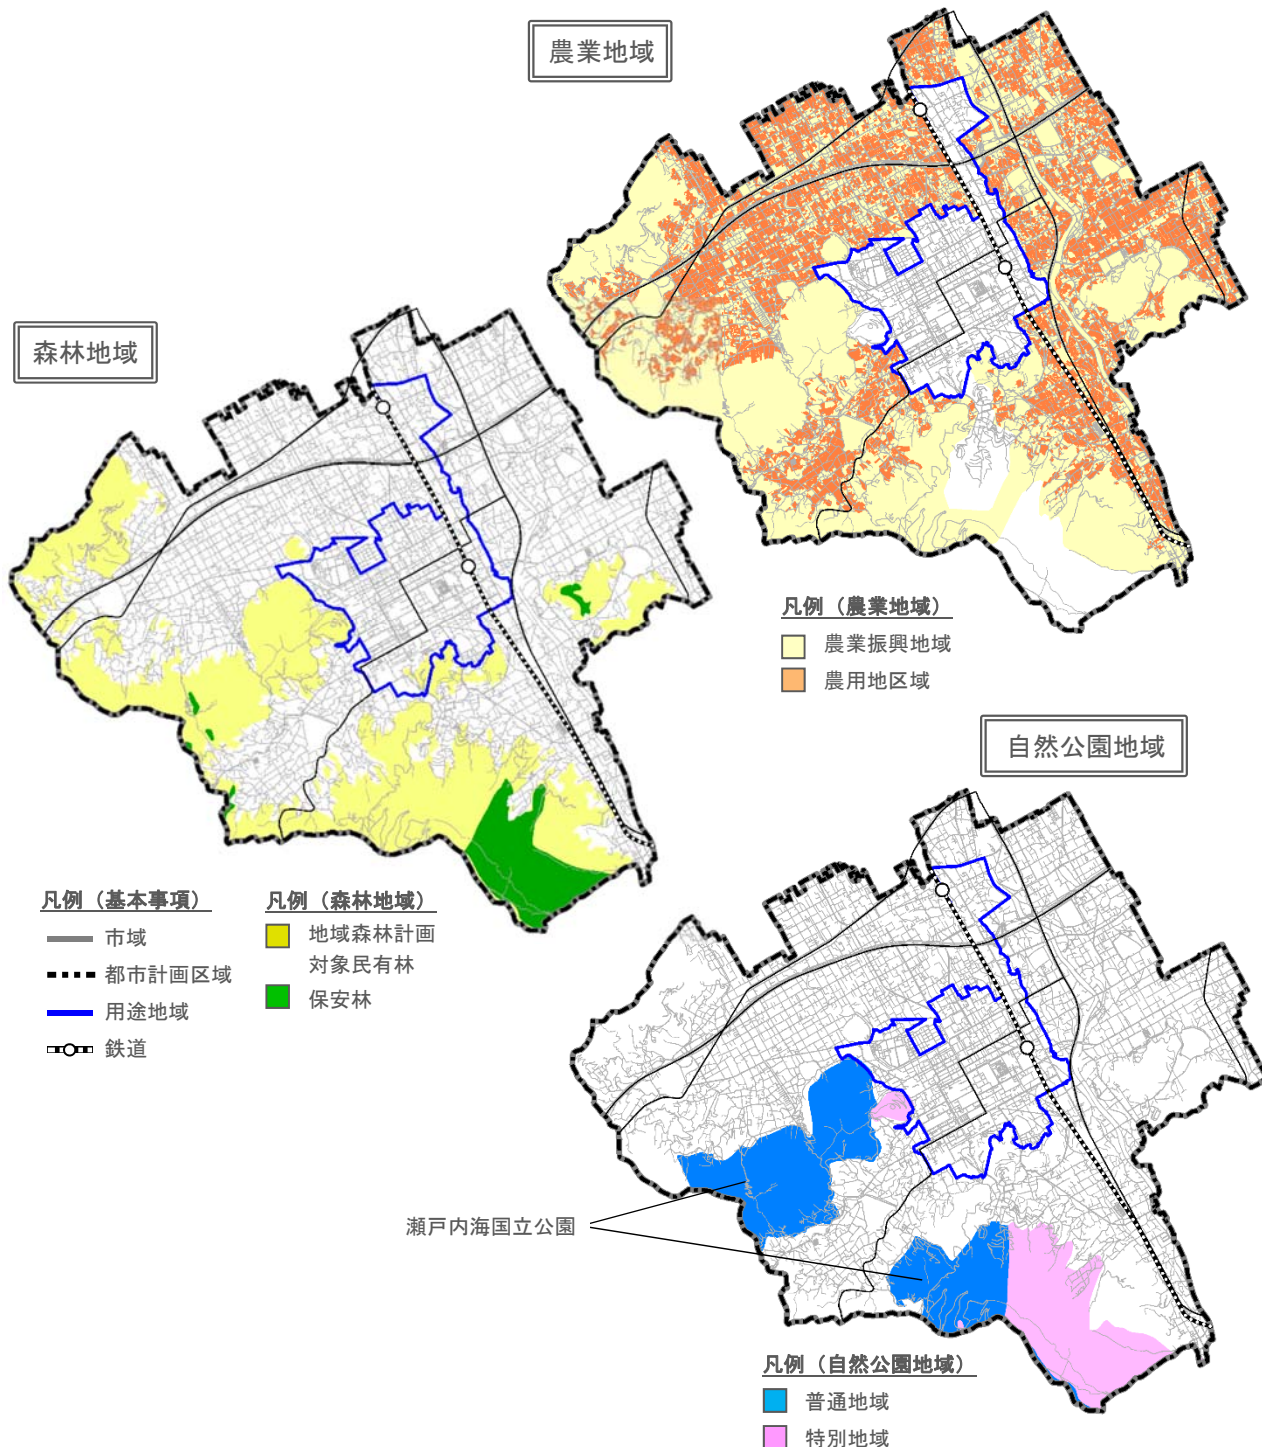 農業地域
森林地域
凡例（農業地域）
農業振興地域
農用地区域
自然公園地域
凡例（基本事項）
市域
都市計画区域
用途地域
鉄道
凡例（森林地域）
地域森林計画
対象民有林
保安林
瀬戸内海国立公園
凡例（自然公園地域）
普通地域
特別地域